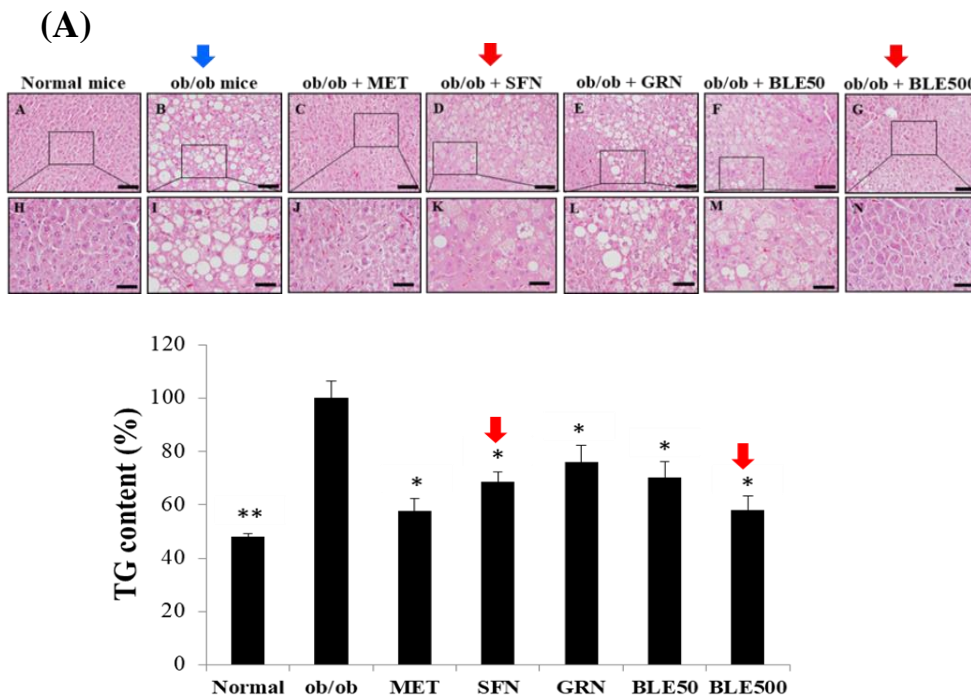 (A)
Normal mice ob/ob mice ob/ob + MET ob/ob + SFN ob/ob + GRN ob/ob + BLE50 ob/ob + BLE500
A B C D E F G
H I J K L M N
TG content (%)
120
100
80
60
40
20
0
** * * * * *
Normal ob/ob MET SFN GRN BLE50 BLE500